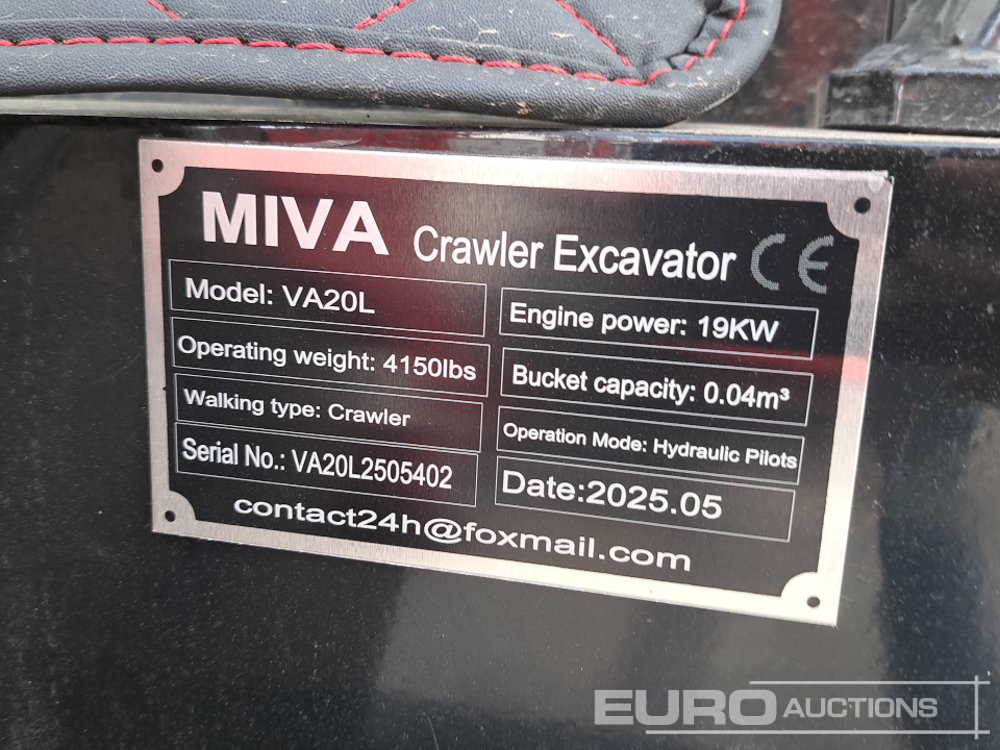 MIVA Crawler Excavator CE
Model: VA20L
Engine power: 19KW
Operating weight: 4150lbs
Bucket capacity: 0.04m³
Walking type: Crawler
Operation Mode: Hydraulic Pilots
Serial No.: VA20L2505402
Date:2025.05
contact24h@foxmail.com
EURO AUCTIONS